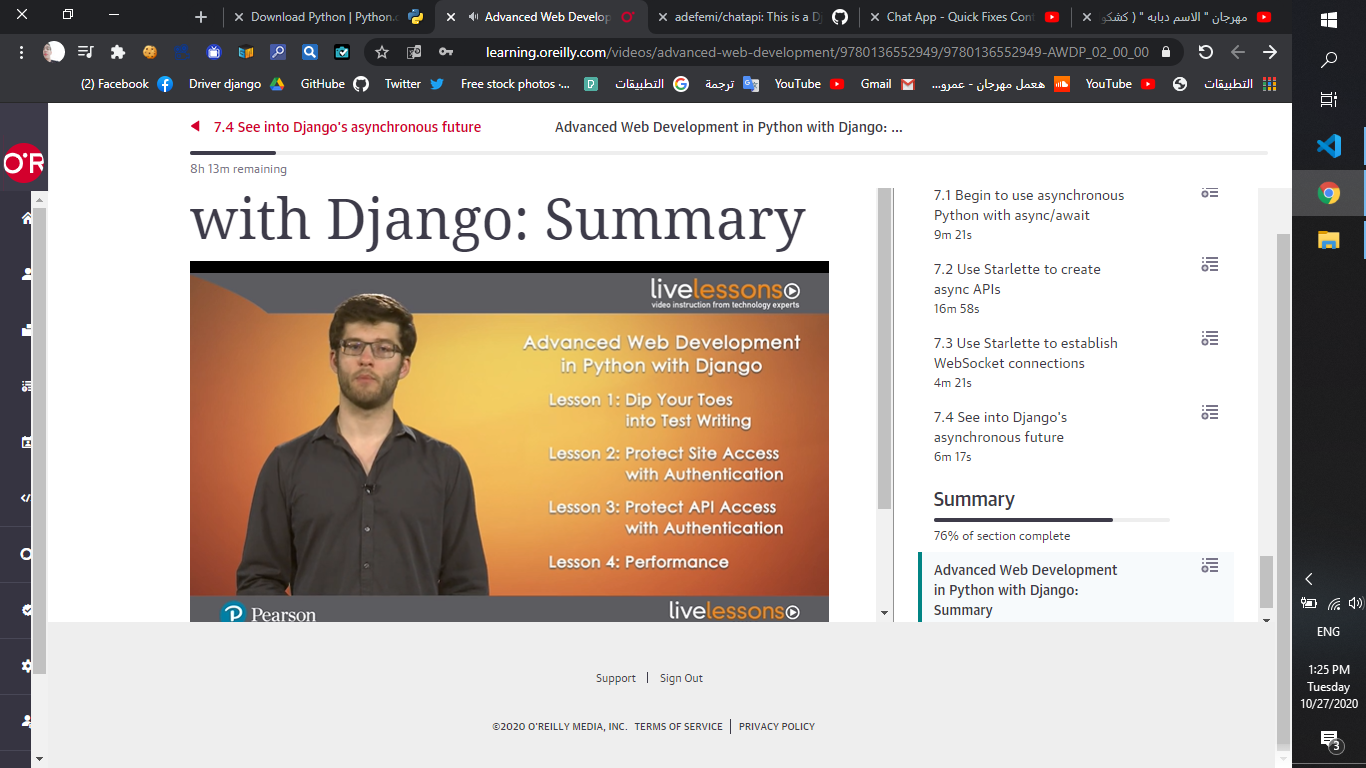 Download Python | Python.o
Advanced Web Develop
adefemi/chatapi: This is a Dj
Chat App - Quick Fixes Cont
مهرجان " الاسم دبابه " ( كشكو
learning.oreilly.com/videos/advanced-web-development/9780136552949/9780136552949-AWDP_02_00_00
(2) Facebook
Driver django
GitHube
Twitter
Free stock photos ·...
التطبيقات
ترجمة
YouTube
Gmail
هعمل مهرجان - عمرو...
YouTube
التطبيقات
7.4 See into Django's asynchronous future
Advanced Web Development in Python with Django: ...
O'R
8h 13m remaining
with Django: Summary
livelessons
video instruction from technology experts
Advanced Web Development
in Python with Django
Lesson 1: Dip Your Toes
into Test Writing
Lesson 2: Protect Site Access
with Authentication
Lesson 3: Protect API Access
with Authentication
Lesson 4: Performance
Pearson
livelessons
7.1 Begin to use asynchronous
Python with async/await
9m 21s
7.2 Use Starlette to create
async APIs
16m 58s
7.3 Use Starlette to establish
WebSocket connections
4m 21s
7.4 See into Django's
asynchronous future
6m 17s
Summary
76% of section complete
Advanced Web Development
in Python with Django:
Summary
Support | Sign Out
©2020 O'REILLY MEDIA, INC. TERMS OF SERVICE | PRIVACY POLICY
ENG
1:25 PM
Tuesday
10/27/2020
3